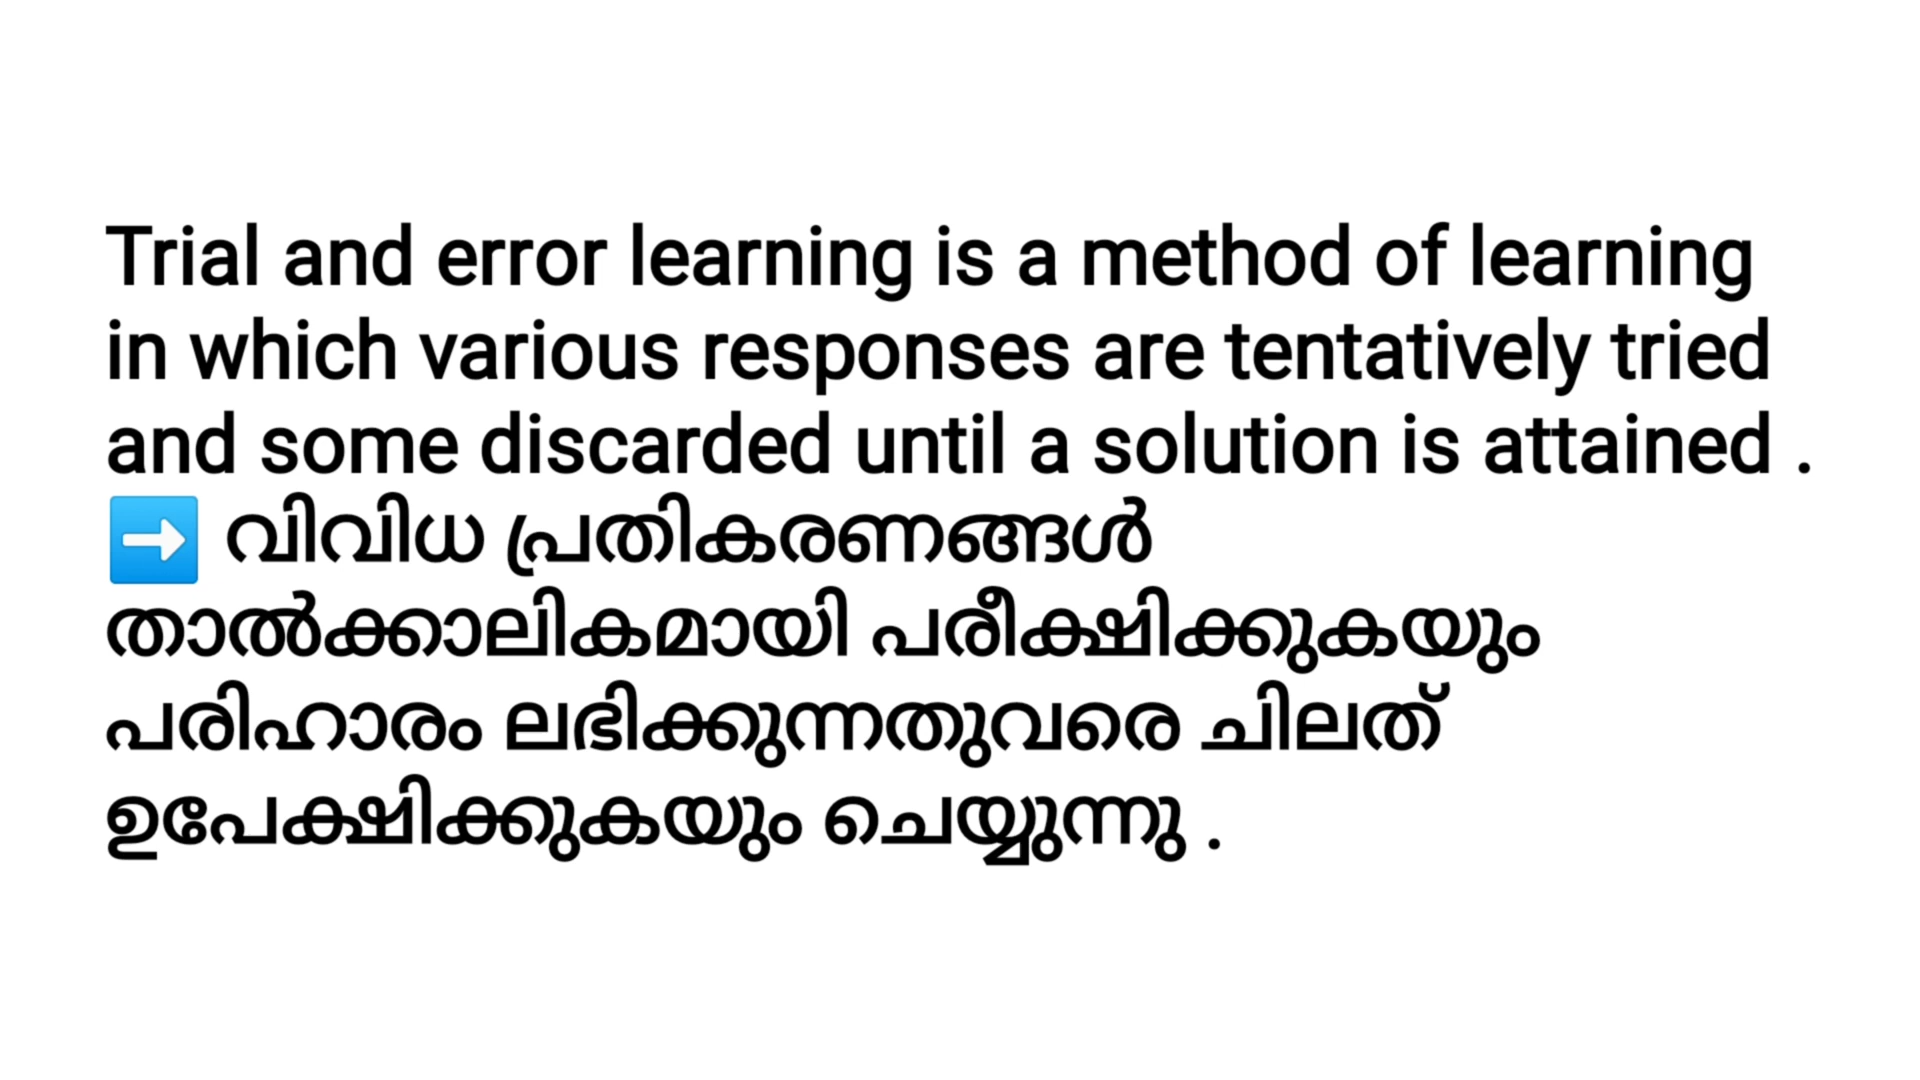 Trial and error learning is a method of learning
in which various responses are tentatively tried
and some discarded until a solution is attained .
➡️ വിവിധ പ്രതികരണങ്ങൾ
താൽക്കാലികമായി പരീക്ഷിക്കുകയും
പരിഹാരം ലഭിക്കുന്നതുവരെ ചിലത്
ഉപേക്ഷിക്കുകയും ചെയ്യുന്നു .